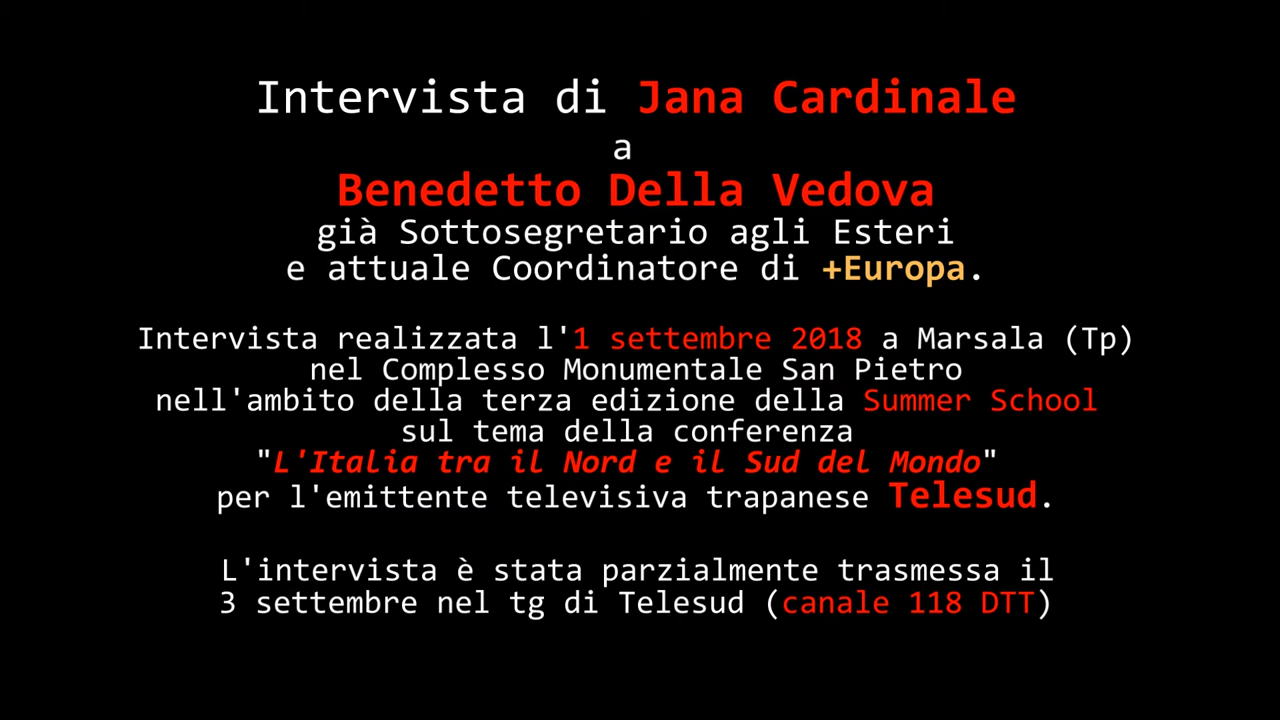 Intervista di Jana Cardinale
a
Benedetto Della Vedova
già Sottosegretario agli Esteri
e attuale Coordinatore di +Europa.
Intervista realizzata l'1 settembre 2018 a Marsala (Tp)
nel Complesso Monumentale San Pietro
nell'ambito della terza edizione della Summer School
sul tema della conferenza
"L'Italia tra il Nord e il Sud del Mondo"
per l'emittente televisiva trapanese Telesud.
L'intervista è stata parzialmente trasmessa il
3 settembre nel tg di Telesud (canale 118 DTT)